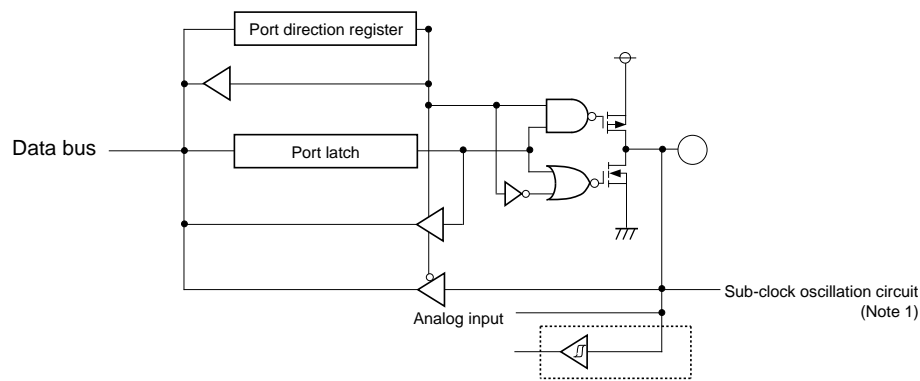 Port direction register
Data bus
Port latch
Sub-clock oscillation circuit
(Note 1)
Analog input